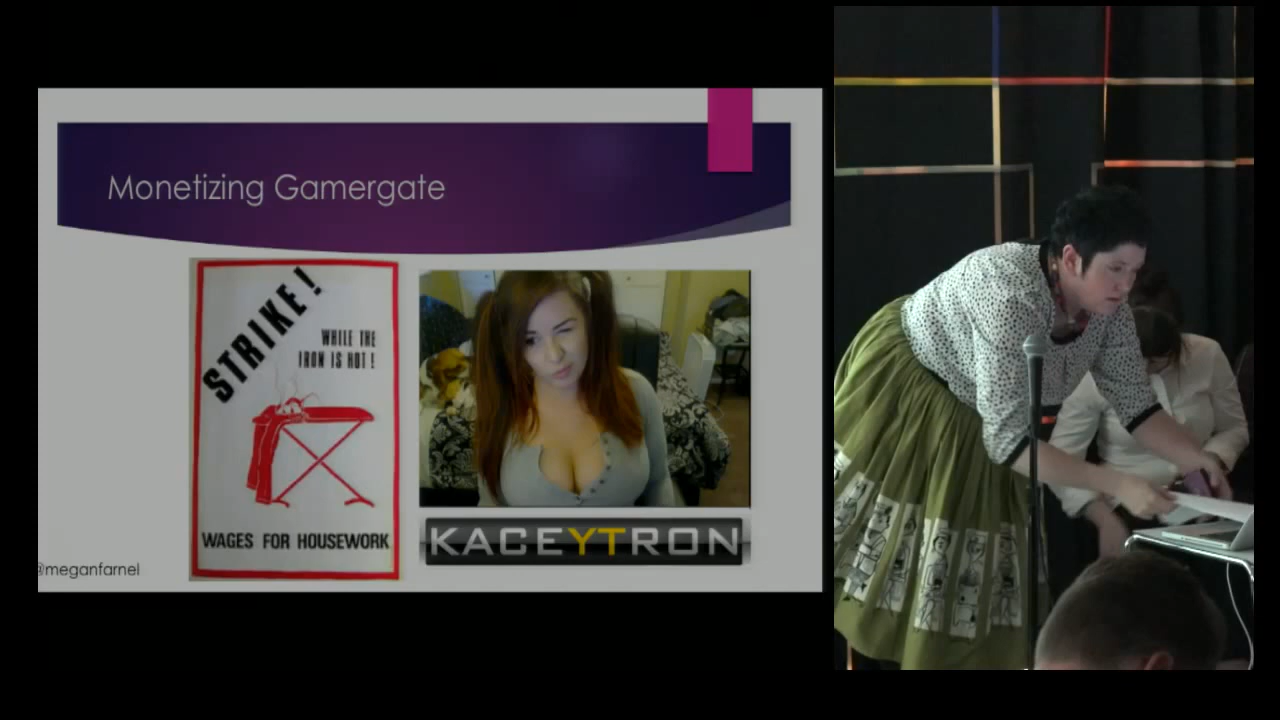 Monetizing Gamergate
STRIKE!
WHILE THE
IRON IS HOT!
WAGES FOR HOUSEWORK
KACEYTRON
@meganfarnel